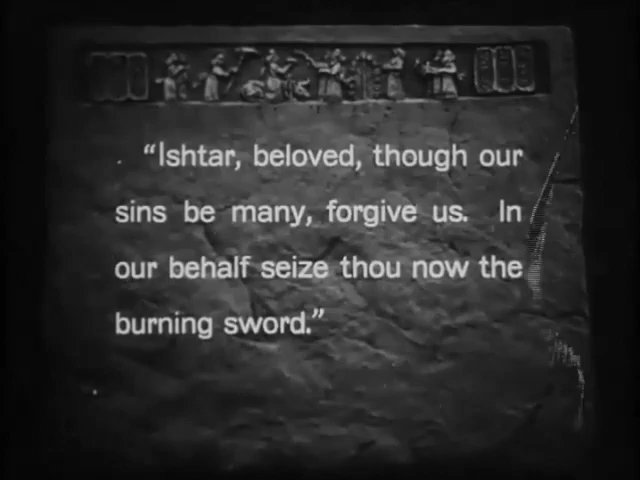 “Ishtar, beloved, though our
sins be many, forgive us. In
our behalf seize thou now the
burning sword.”